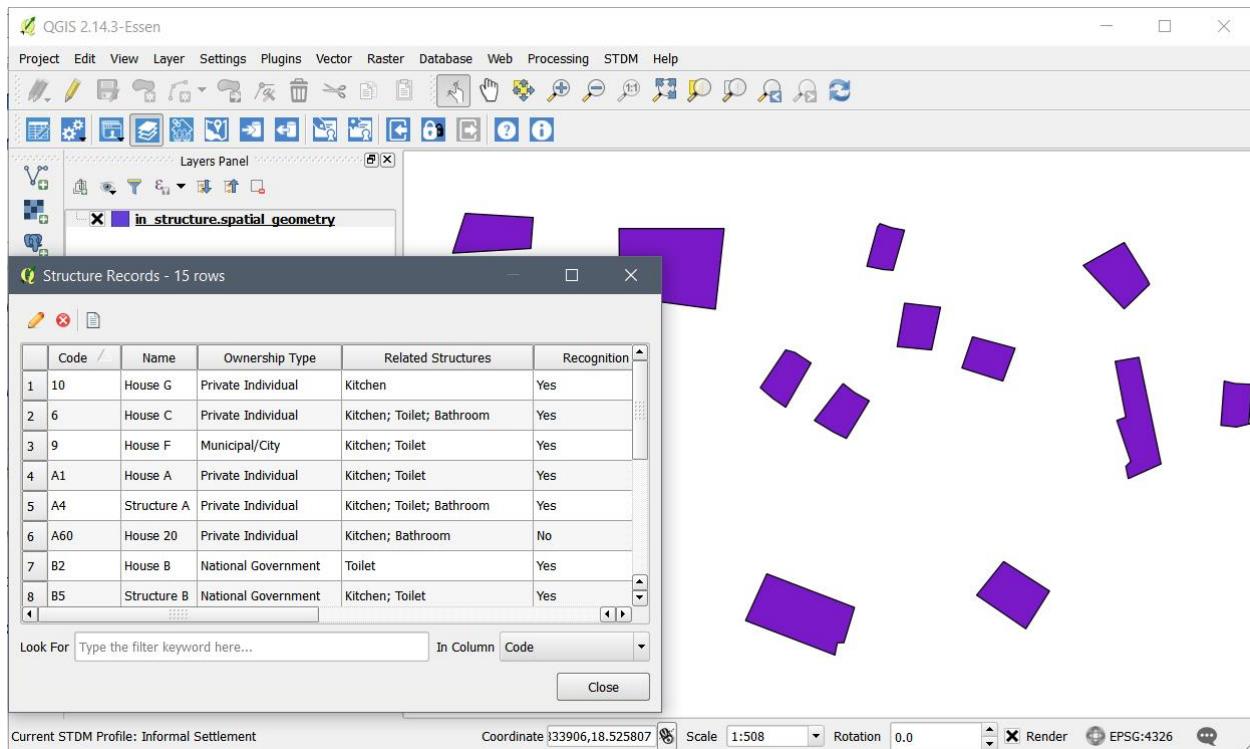 QGIS 2.14.3-Essen
Project Edit View Layer Settings Plugins Vector Raster Database Web Processing STDM Help
Layers Panel
in_structure.spatial_geometry
Structure Records - 15 rows
Code Name Ownership Type Related Structures Recognition
1 10 House G Private Individual Kitchen Yes
2 6 House C Private Individual Kitchen; Toilet; Bathroom Yes
3 9 House F Municipal/City Kitchen; Toilet Yes
4 A1 House A Private Individual Kitchen; Toilet Yes
5 A4 Structure A Private Individual Kitchen; Toilet; Bathroom Yes
6 A60 House 20 Private Individual Kitchen; Bathroom No
7 B2 House B National Government Toilet Yes
8 B5 Structure B National Government Kitchen; Toilet Yes
Look For Type the filter keyword here... In Column Code
Close
Current STDM Profile: Informal Settlement Coordinate 33906,18.525807 Scale 1:508 Rotation 0.0 Render EPSG:4326